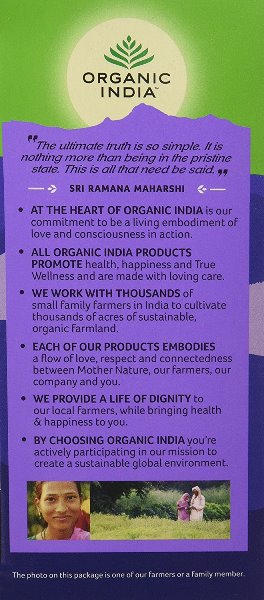 ORGANIC
INDIA™
"The ultimate truth is so simple. It is
nothing more than being in the pristine
state. This is all that need be said."
SRI RAMANA MAHARSHI
• AT THE HEART OF ORGANIC INDIA is our
commitment to be a living embodiment of
love and consciousness in action.
• ALL ORGANIC INDIA PRODUCTS
PROMOTE health, happiness and True
Wellness and are made with loving care.
• WE WORK WITH THOUSANDS of
small family farmers in India to cultivate
thousands of acres of sustainable,
organic farmland.
• EACH OF OUR PRODUCTS EMBODIES
a flow of love, respect and connectedness
between Mother Nature, our farmers, our
company and you.
• WE PROVIDE A LIFE OF DIGNITY to
our local farmers, while bringing health
& happiness to you.
• BY CHOOSING ORGANIC INDIA you're
actively participating in our mission to
create a sustainable global environment.
The photo on this package is one of our farmers or a family member.